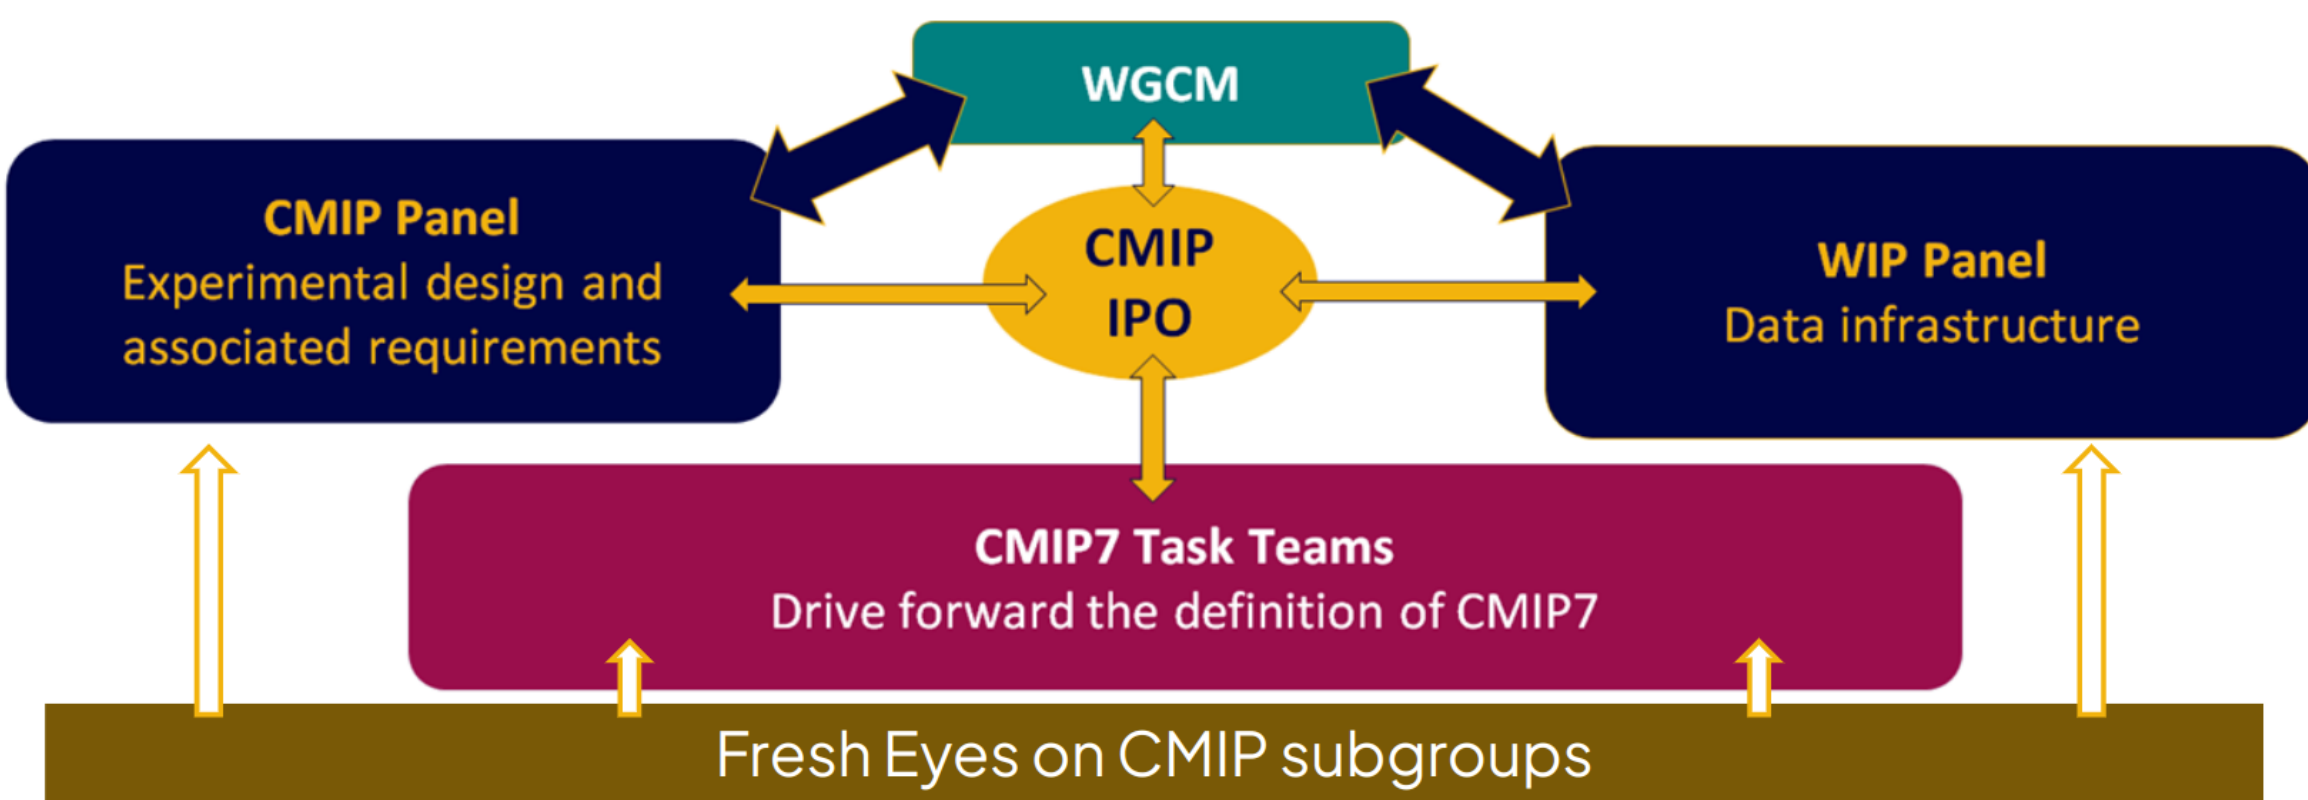 WGCM
CMIP Panel
Experimental design and
associated requirements
CMIP
IPO
WIP Panel
Data infrastructure
CMIP7 Task Teams
Drive forward the definition of CMIP7
Fresh Eyes on CMIP subgroups